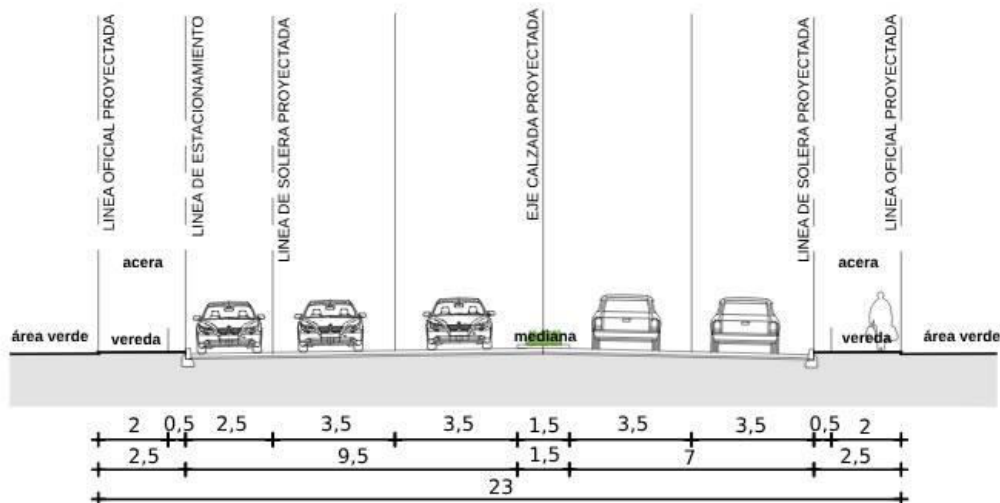 LINEA OFICIAL PROYECTADA
LINEA DE ESTACIONAMIENTO
LINEA DE SOLERA PROYECTADA
EJE CALZADA PROYECTADA
LINEA DE SOLERA PROYECTADA
LINEA OFICIAL PROYECTADA
acera
acera
área verde
vereda
mediana
vereda
área verde
2 0,5 2,5 3,5 3,5 1,5 3,5 3,5 0,5 2
2,5 9,5 1,5 7 2,5
23